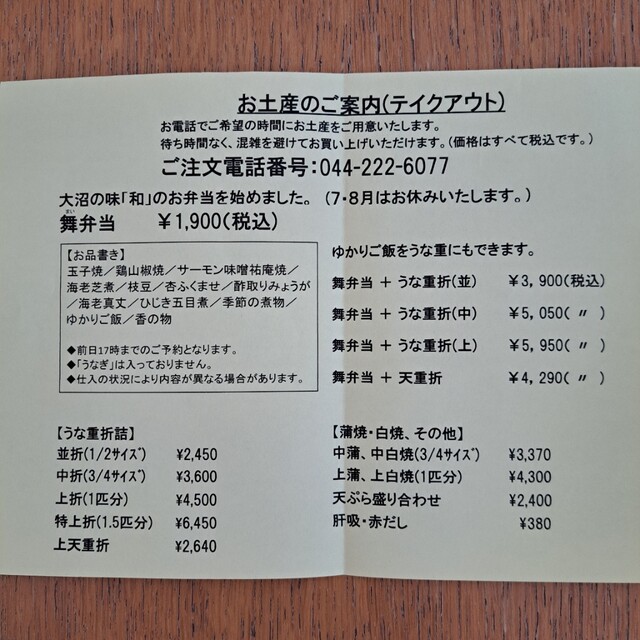 お土産のご案内(テイクアウト)
お電話でご希望の時間にお土産をご用意いたします。
待ち時間なく、混雑を避けてお買い上げいただけます。(価格はすべて税込です。)
ご注文電話番号:044-222-6077
大沼の味「和」のお弁当を始めました。 (7・8月はお休みいたします。)
舞弁当 ¥1,900(税込)
【お品書き】
玉子焼/鶏山椒焼/サーモン味噌祐庵焼/
海老芝煮/枝豆/杏ふくませ/酢取りみょうが
/海老真丈/ひじき五目煮/季節の煮物/
ゆかりご飯/香の物
◆前日17時までのご予約となります。
◆「うなぎ」は入っておりません。
◆仕入の状況により内容が異なる場合があります。
ゆかりご飯をうな重にもできます。
舞弁当 + うな重折(並) ¥3,900(税込)
舞弁当 + うな重折(中) ¥5,050( 〃 )
舞弁当 + うな重折(上) ¥5,950( 〃 )
舞弁当 + 天重折 ¥4,290( 〃 )
【うな重折詰】
並折(1/2サイズ) ¥2,450
中折(3/4サイズ) ¥3,600
上折(1匹分) ¥4,500
特上折(1.5匹分) ¥6,450
上天重折 ¥2,640
【蒲焼・白焼、その他】
中蒲、中白焼(3/4サイズ) ¥3,370
上蒲、上白焼(1匹分) ¥4,300
天ぷら盛り合わせ ¥2,400
肝吸・赤だし ¥380